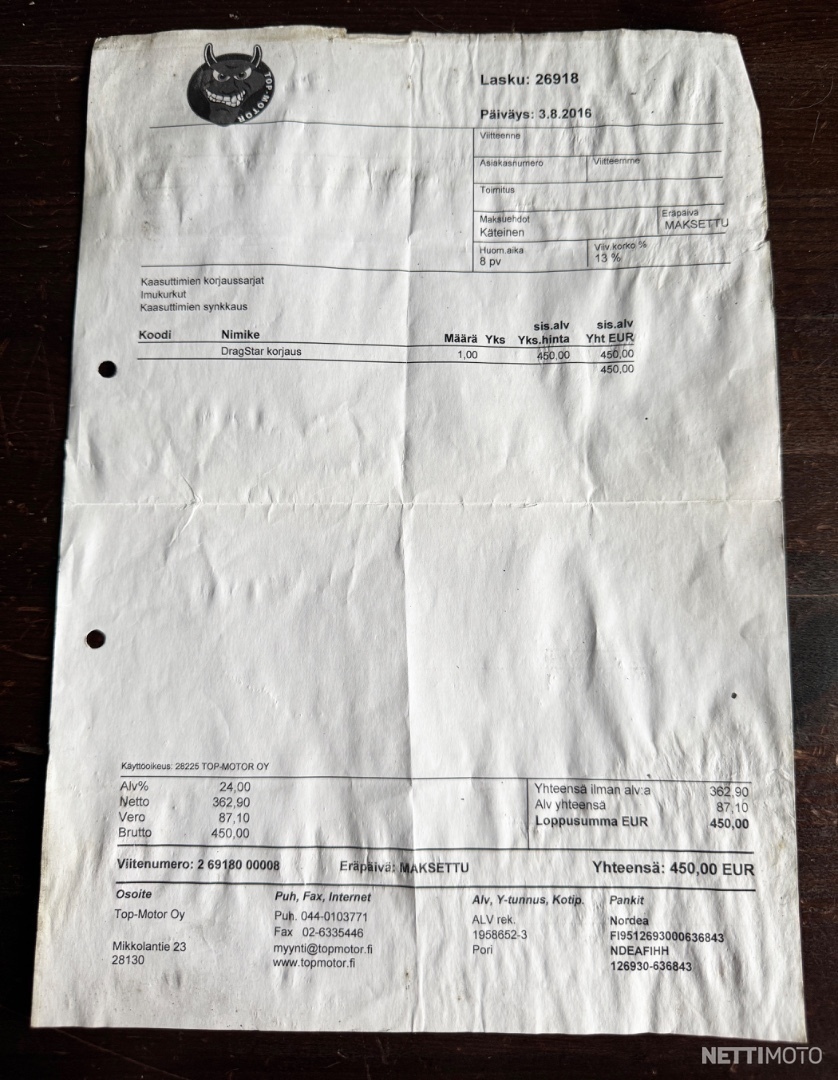 TOP-MOTOR
Lasku: 26918
Päiväys: 3.8.2016
Viitteenne
Asiakasnumero Viitteemme
Toimitus
Maksuehdot Eräpäivä
Käteinen MAKSETTU
Huom.aika Viiv.korko %
8 pv 13 %
Kaasuttimien korjaussarjat
Imukurkut
Kaasuttimien synkkaus
sis.alv sis.alv
Koodi Nimike Määrä Yks Yks.hinta Yht EUR
DragStar korjaus 1,00 450,00 450,00
450,00
Käyttöoikeus: 28225 TOP-MOTOR OY
Alv% 24,00 Yhteensä ilman alv:a 362,90
Netto 362,90 Alv yhteensä 87,10
Vero 87,10 Loppusumma EUR 450,00
Brutto 450,00
Viitenumero: 2 69180 00008 Eräpäivä: MAKSETTU Yhteensä: 450,00 EUR
Osoite Puh, Fax, Internet Alv, Y-tunnus, Kotip. Pankit
Top-Motor Oy Puh. 044-0103771 ALV rek. Nordea
Fax 02-6335446 1958652-3 FI9512693000636843
Mikkolantie 23 myynti@topmotor.fi Pori NDEAFIHH
28130 www.topmotor.fi 126930-636843
NETTIMOTO